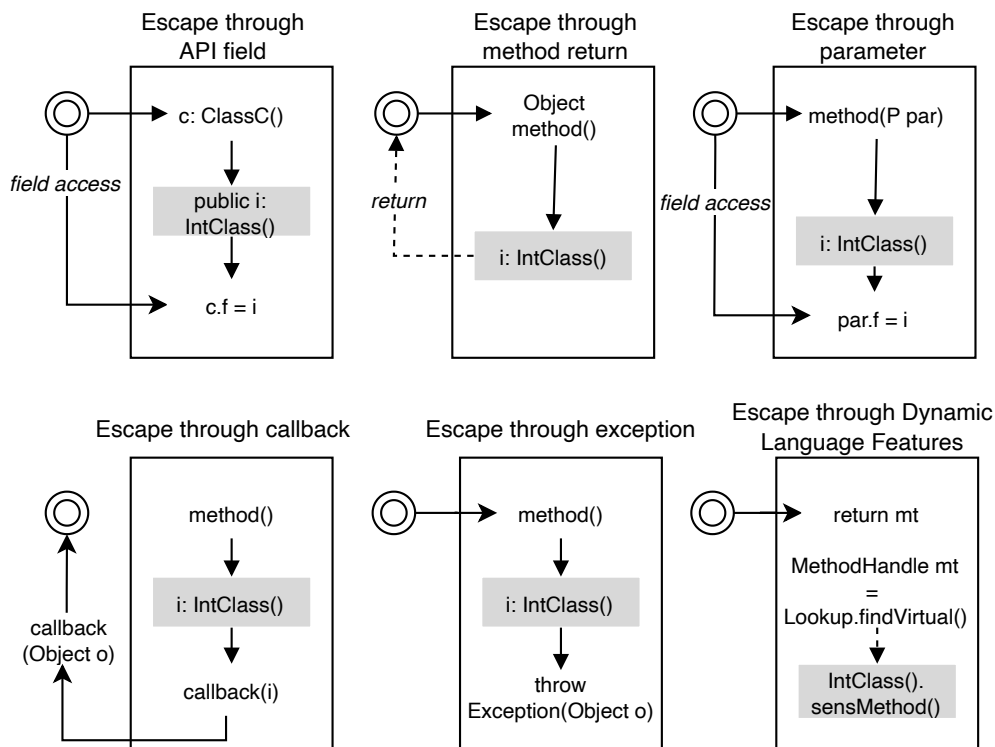 Escape through
API field
c: ClassC()
field access
public i:
IntClass()
c.f = i
Escape through
method return
Object
method()
return
i: IntClass()
Escape through
parameter
method(P par)
field access
i: IntClass()
par.f = i
Escape through callback
method()
i: IntClass()
callback
(Object o)
callback(i)
Escape through exception
method()
i: IntClass()
throw
Exception(Object o)
Escape through Dynamic
Language Features
return mt
MethodHandle mt
=
Lookup.findVirtual()
IntClass().
sensMethod()